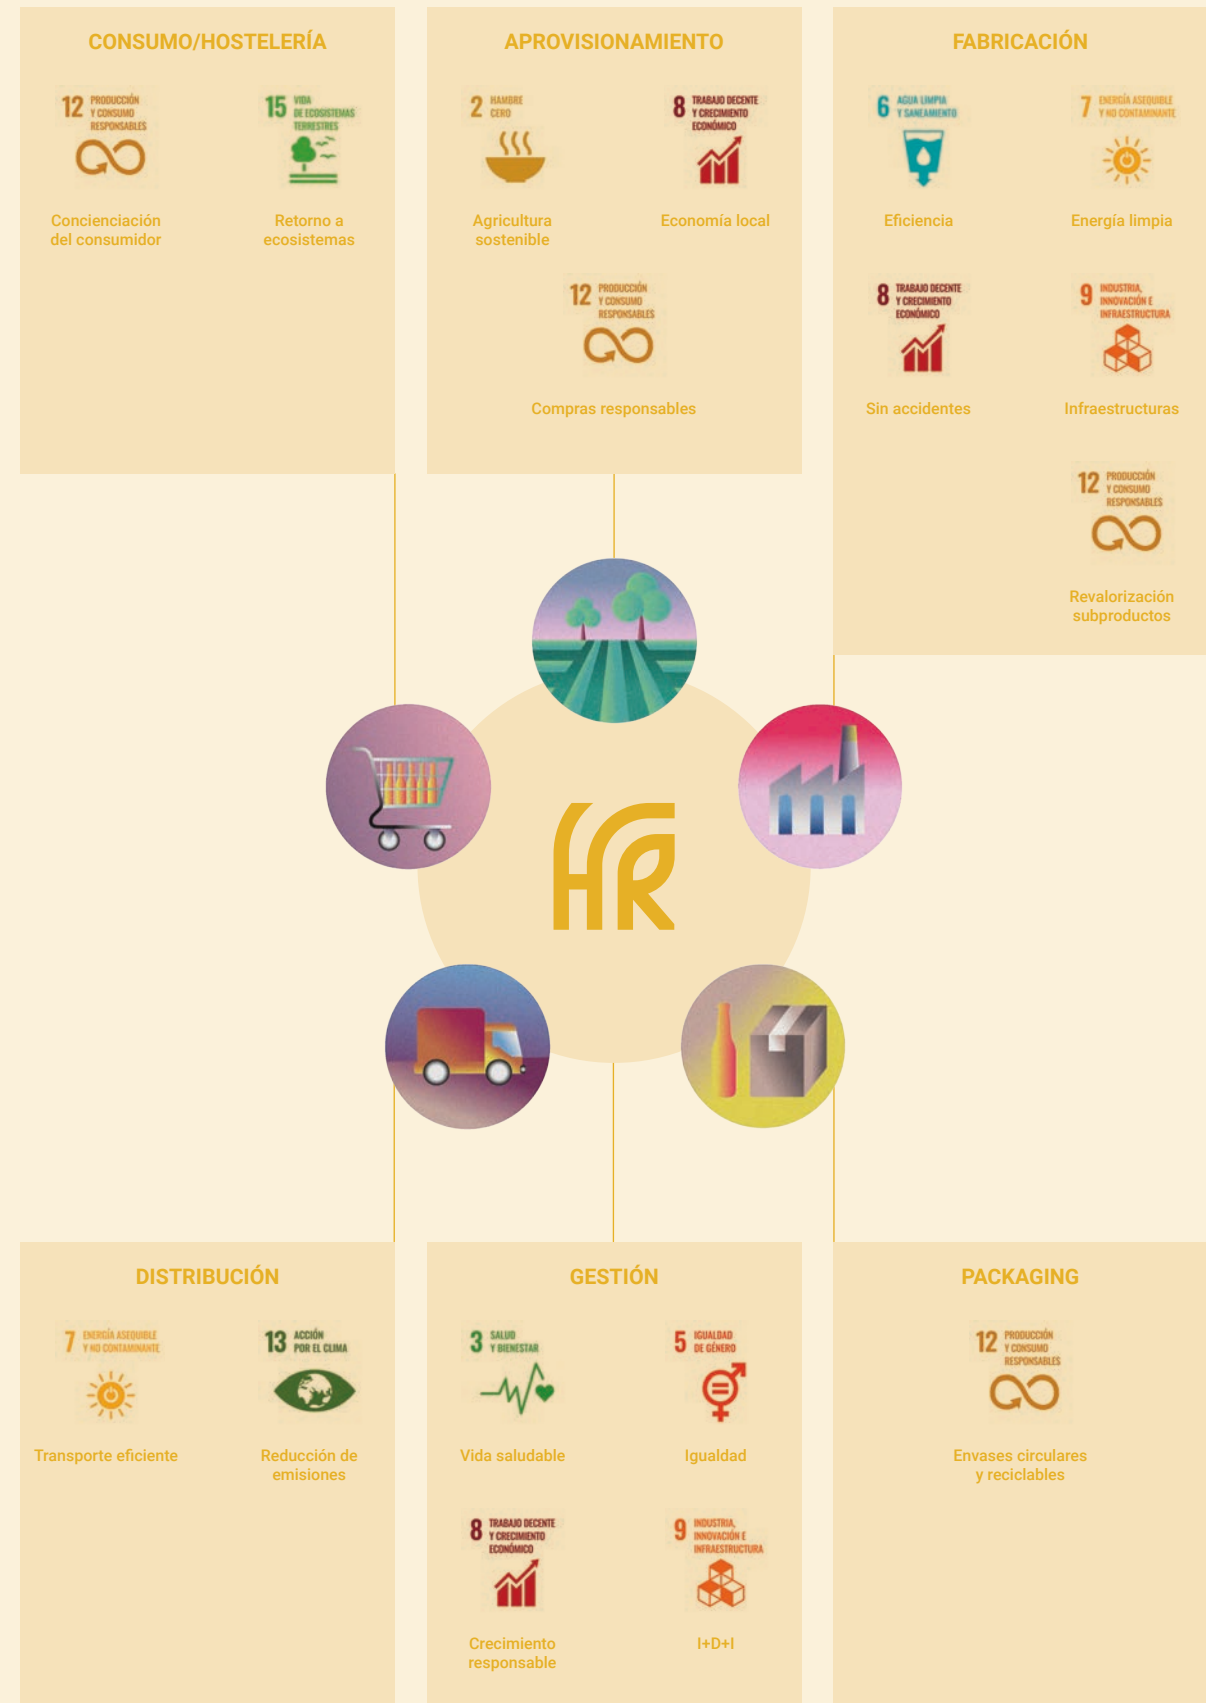 CONSUMO/HOSTELERÍA
12 PRODUCCIÓN
Y CONSUMO
RESPONSABLES
Concienciación
del consumidor
15 VIDA
DE ECOSISTEMAS
TERRESTRES
Retorno a
ecosistemas
APROVISIONAMIENTO
2 HAMBRE
CERO
Agricultura
sostenible
8 TRABAJO DECENTE
Y CRECIMIENTO
ECONÓMICO
Economía local
12 PRODUCCIÓN
Y CONSUMO
RESPONSABLES
Compras responsables
FABRICACIÓN
6 AGUA LIMPIA
Y SANEAMIENTO
Eficiencia
7 ENERGÍA ASEQUIBLE
Y NO CONTAMINANTE
Energía limpia
8 TRABAJO DECENTE
Y CRECIMIENTO
ECONÓMICO
Sin accidentes
9 INDUSTRIA,
INNOVACIÓN E
INFRAESTRUCTURA
Infraestructuras
12 PRODUCCIÓN
Y CONSUMO
RESPONSABLES
Revalorización
subproductos
HR
DISTRIBUCIÓN
7 ENERGÍA ASEQUIBLE
Y NO CONTAMINANTE
Transporte eficiente
13 ACCIÓN
POR EL CLIMA
Reducción de
emisiones
GESTIÓN
3 SALUD
Y BIENESTAR
Vida saludable
5 IGUALDAD
DE GÉNERO
Igualdad
8 TRABAJO DECENTE
Y CRECIMIENTO
ECONÓMICO
Crecimiento
responsable
9 INDUSTRIA,
INNOVACIÓN E
INFRAESTRUCTURA
I+D+I
PACKAGING
12 PRODUCCIÓN
Y CONSUMO
RESPONSABLES
Envases circulares
y reciclables